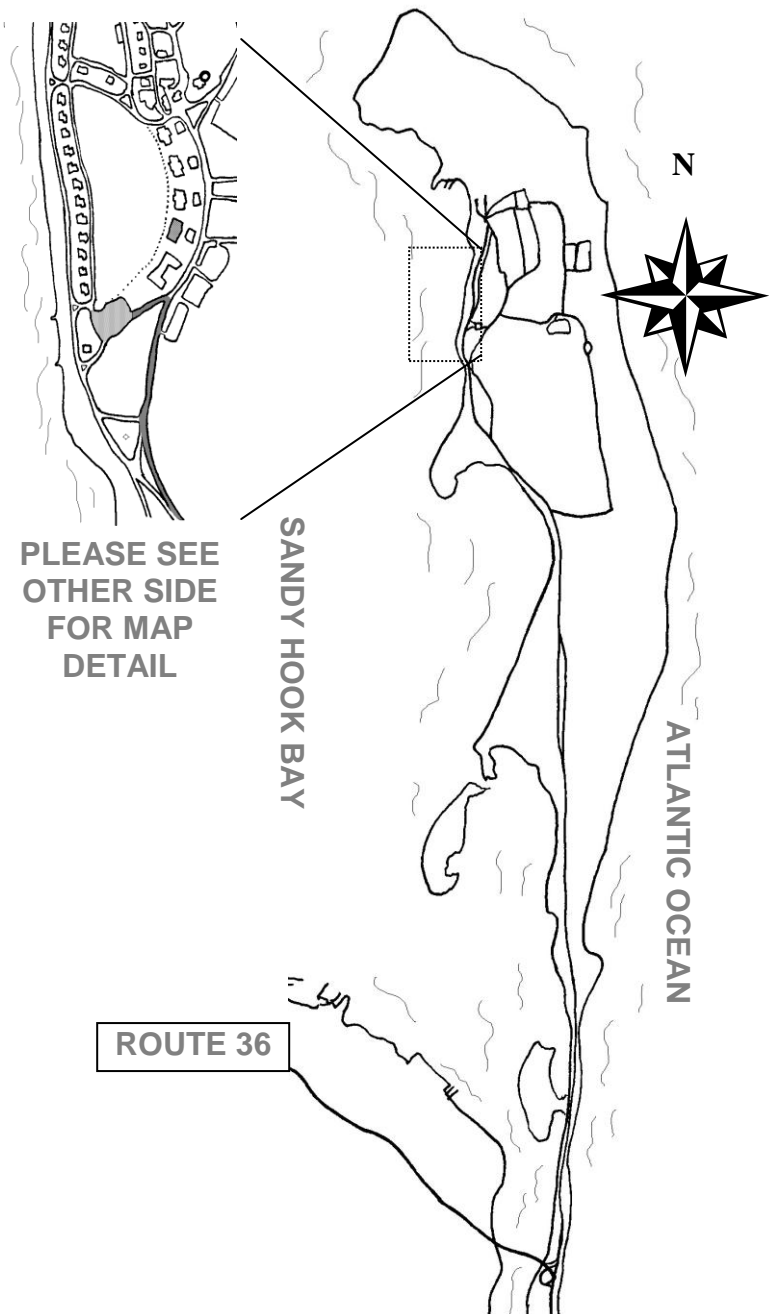 N
PLEASE SEE
OTHER SIDE
FOR MAP
DETAIL
SANDY HOOK BAY
ATLANTIC OCEAN
ROUTE 36